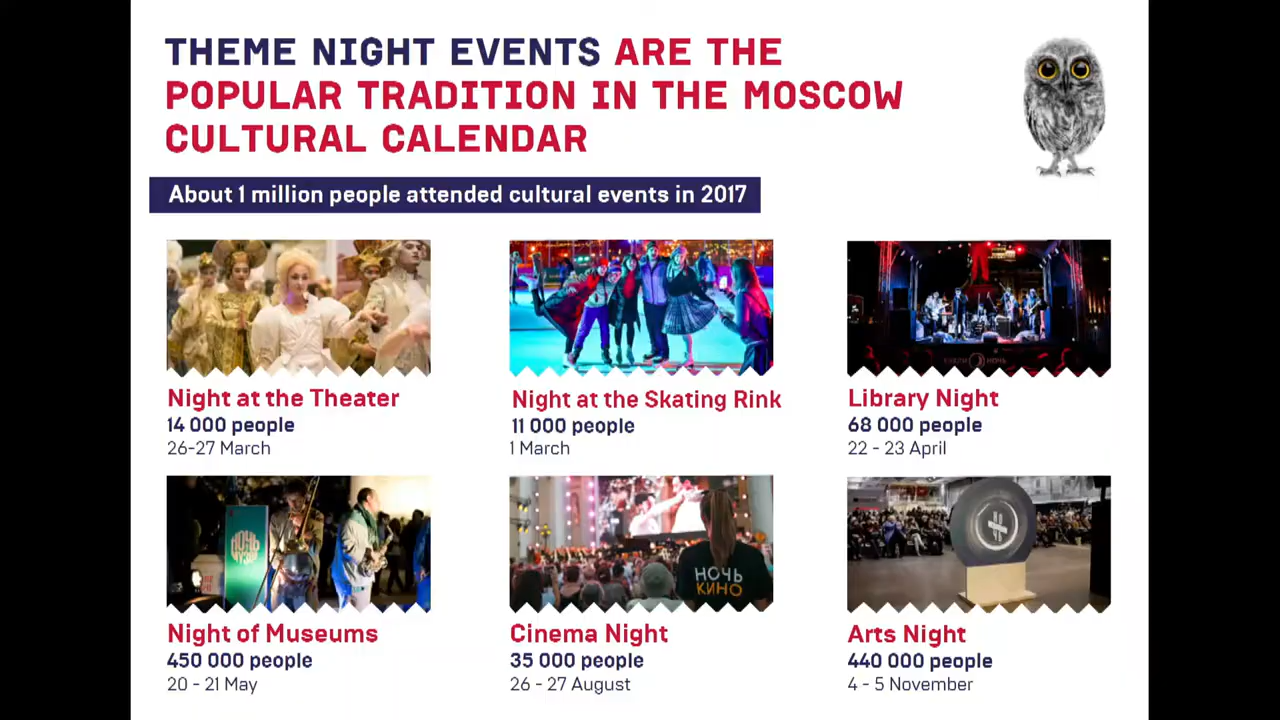 THEME NIGHT EVENTS ARE THE
POPULAR TRADITION IN THE MOSCOW
CULTURAL CALENDAR
About 1 million people attended cultural events in 2017
Night at the Theater
14 000 people
26-27 March
Night at the Skating Rink
11 000 people
1 March
Library Night
68 000 people
22 - 23 April
НОЧЬ
НОЧЬ
КИНО
Night of Museums
450 000 people
20 - 21 May
Cinema Night
35 000 people
26 - 27 August
Arts Night
440 000 people
4 - 5 November